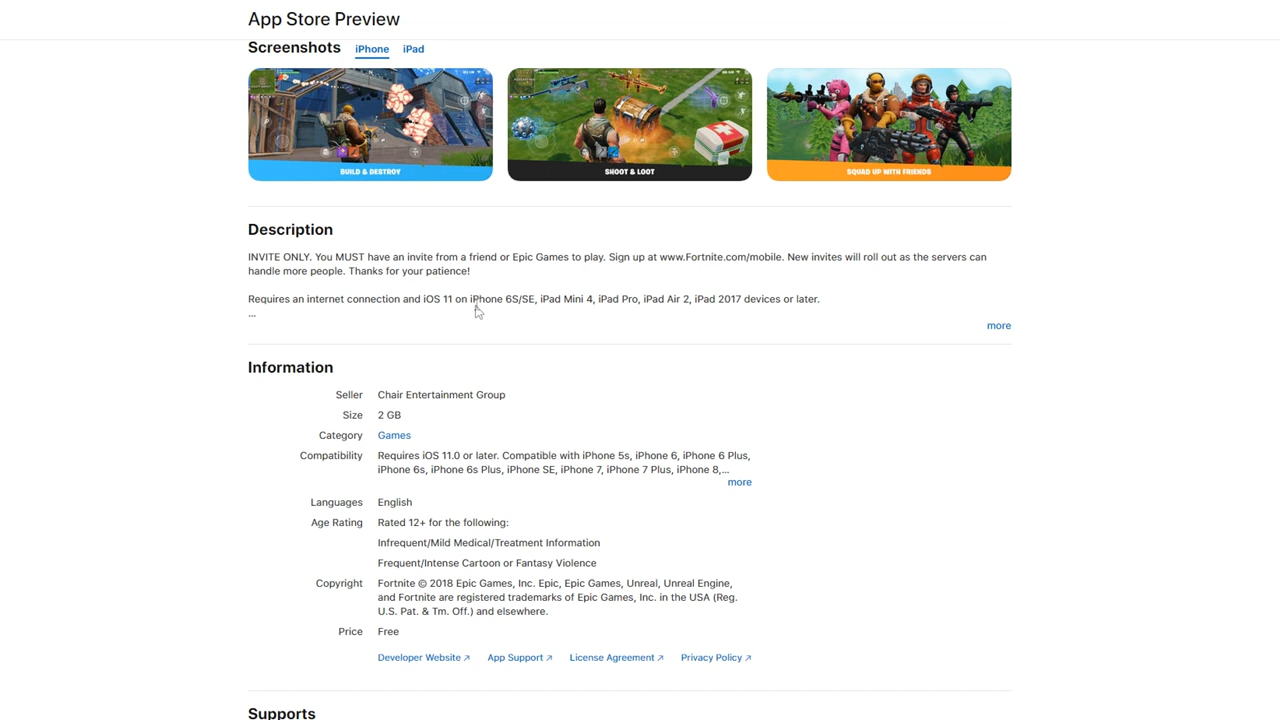 App Store Preview
Screenshots iPhone iPad
BUILD & DESTROY
SHOOT & LOOT
SQUAD UP WITH FRIENDS
Description
INVITE ONLY. You MUST have an invite from a friend or Epic Games to play. Sign up at www.Fortnite.com/mobile. New invites will roll out as the servers can
handle more people. Thanks for your patience!
Requires an internet connection and iOS 11 on iPhone 6S/SE, iPad Mini 4, iPad Pro, iPad Air 2, iPad 2017 devices or later.
...
more
Information
Seller Chair Entertainment Group
Size 2 GB
Category Games
Compatibility Requires iOS 11.0 or later. Compatible with iPhone 5s, iPhone 6, iPhone 6 Plus,
iPhone 6s, iPhone 6s Plus, iPhone SE, iPhone 7, iPhone 7 Plus, iPhone 8,...
more
Languages English
Age Rating Rated 12+ for the following:
Infrequent/Mild Medical/Treatment Information
Frequent/Intense Cartoon or Fantasy Violence
Copyright Fortnite © 2018 Epic Games, Inc. Epic, Epic Games, Unreal, Unreal Engine,
and Fortnite are registered trademarks of Epic Games, Inc. in the USA (Reg.
U.S. Pat. & Tm. Off.) and elsewhere.
Price Free
Developer Website ↗ App Support ↗ License Agreement ↗ Privacy Policy ↗
Supports